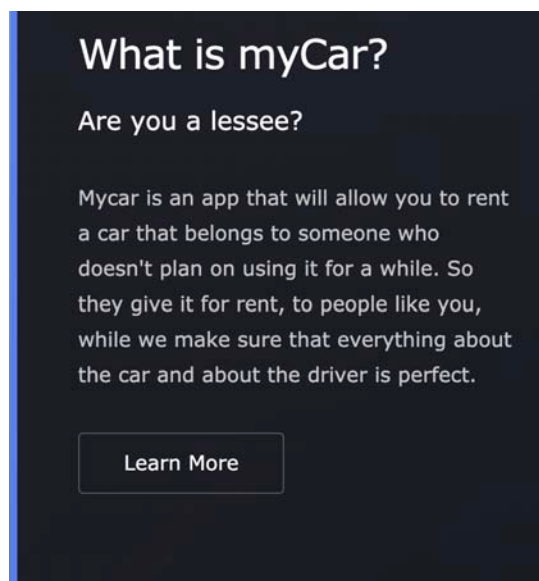 What is myCar?
Are you a lessee?
Mycar is an app that will allow you to rent
a car that belongs to someone who
doesn't plan on using it for a while. So
they give it for rent, to people like you,
while we make sure that everything about
the car and about the driver is perfect.
Learn More